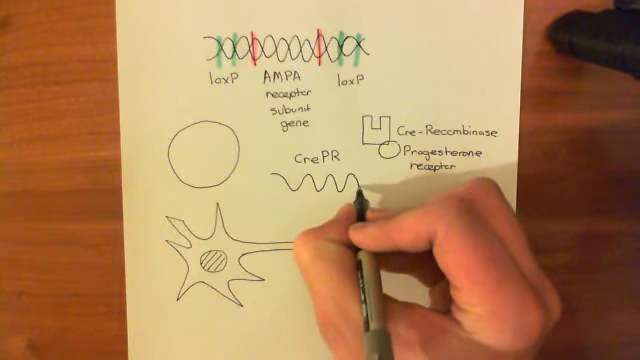 loxP
AMPA
receptor
subunit
gene
loxP
Cre-Recombinase
Progesterone
receptor
CrePR